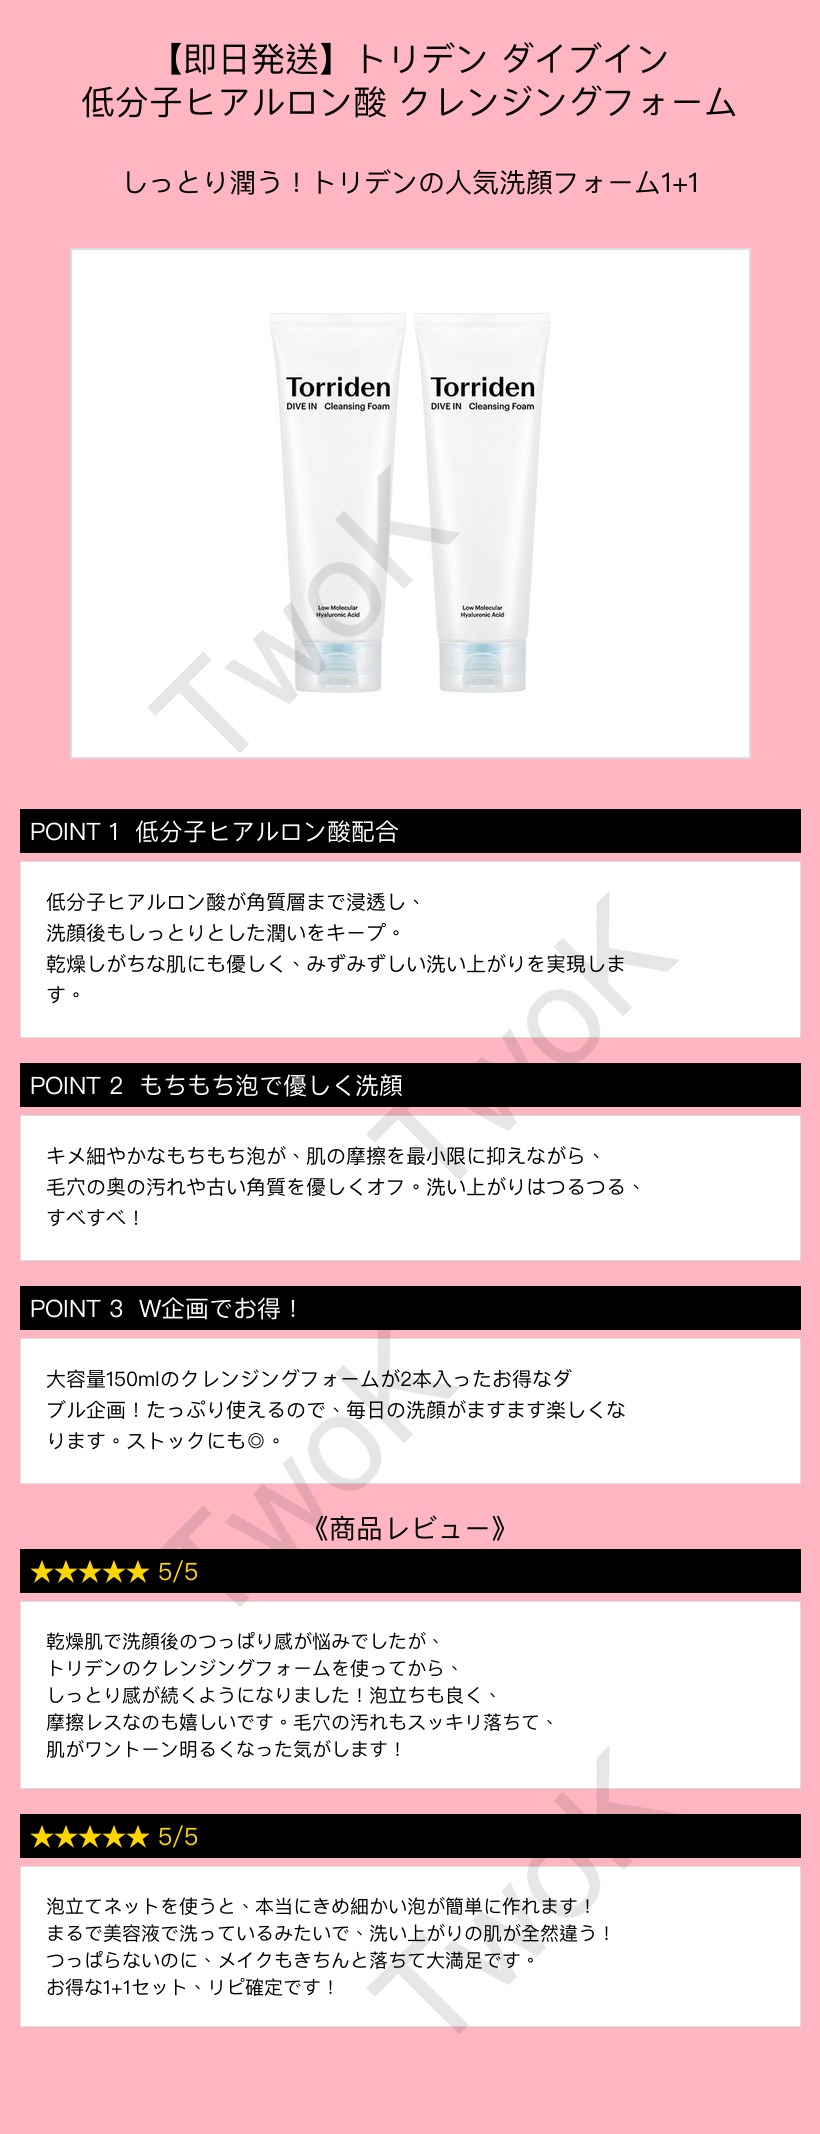 【即日発送】トリデン ダイブイン
低分子ヒアルロン酸 クレンジングフォーム
しっとり潤う！トリデンの人気洗顔フォーム1+1
Torriden Torriden
DIVE IN Cleansing Foam DIVE IN Cleansing Foam
Low Molecular Low Molecular
Hyaluronic Acid Hyaluronic Acid
TwoK
POINT 1 低分子ヒアルロン酸配合
低分子ヒアルロン酸が角質層まで浸透し、
洗顔後もしっとりとした潤いをキープ。
乾燥しがちな肌にも優しく、みずみずしい洗い上がりを実現しま
す。
TwoK
POINT 2 もちもち泡で優しく洗顔
キメ細やかなもちもち泡が、肌の摩擦を最小限に抑えながら、
毛穴の奥の汚れや古い角質を優しくオフ。洗い上がりはつるつる、
すべすべ！
POINT 3 W企画でお得！
大容量150mlのクレンジングフォームが2本入ったお得なダ
ブル企画！たっぷり使えるので、毎日の洗顔がますます楽しくな
ります。ストックにも◎。
TwoK
《商品レビュー》
★★★★★ 5/5
乾燥肌で洗顔後のつっぱり感が悩みでしたが、
トリデンのクレンジングフォームを使ってから、
しっとり感が続くようになりました！泡立ちも良く、
摩擦レスなのも嬉しいです。毛穴の汚れもスッキリ落ちて、
肌がワントーン明るくなった気がします！
★★★★★ 5/5
泡立てネットを使うと、本当にきめ細かい泡が簡単に作れます！
まるで美容液で洗っているみたいで、洗い上がりの肌が全然違う！
つっぱらないのに、メイクもきちんと落ちて大満足です。
お得な1+1セット、リピ確定です！
TwoK